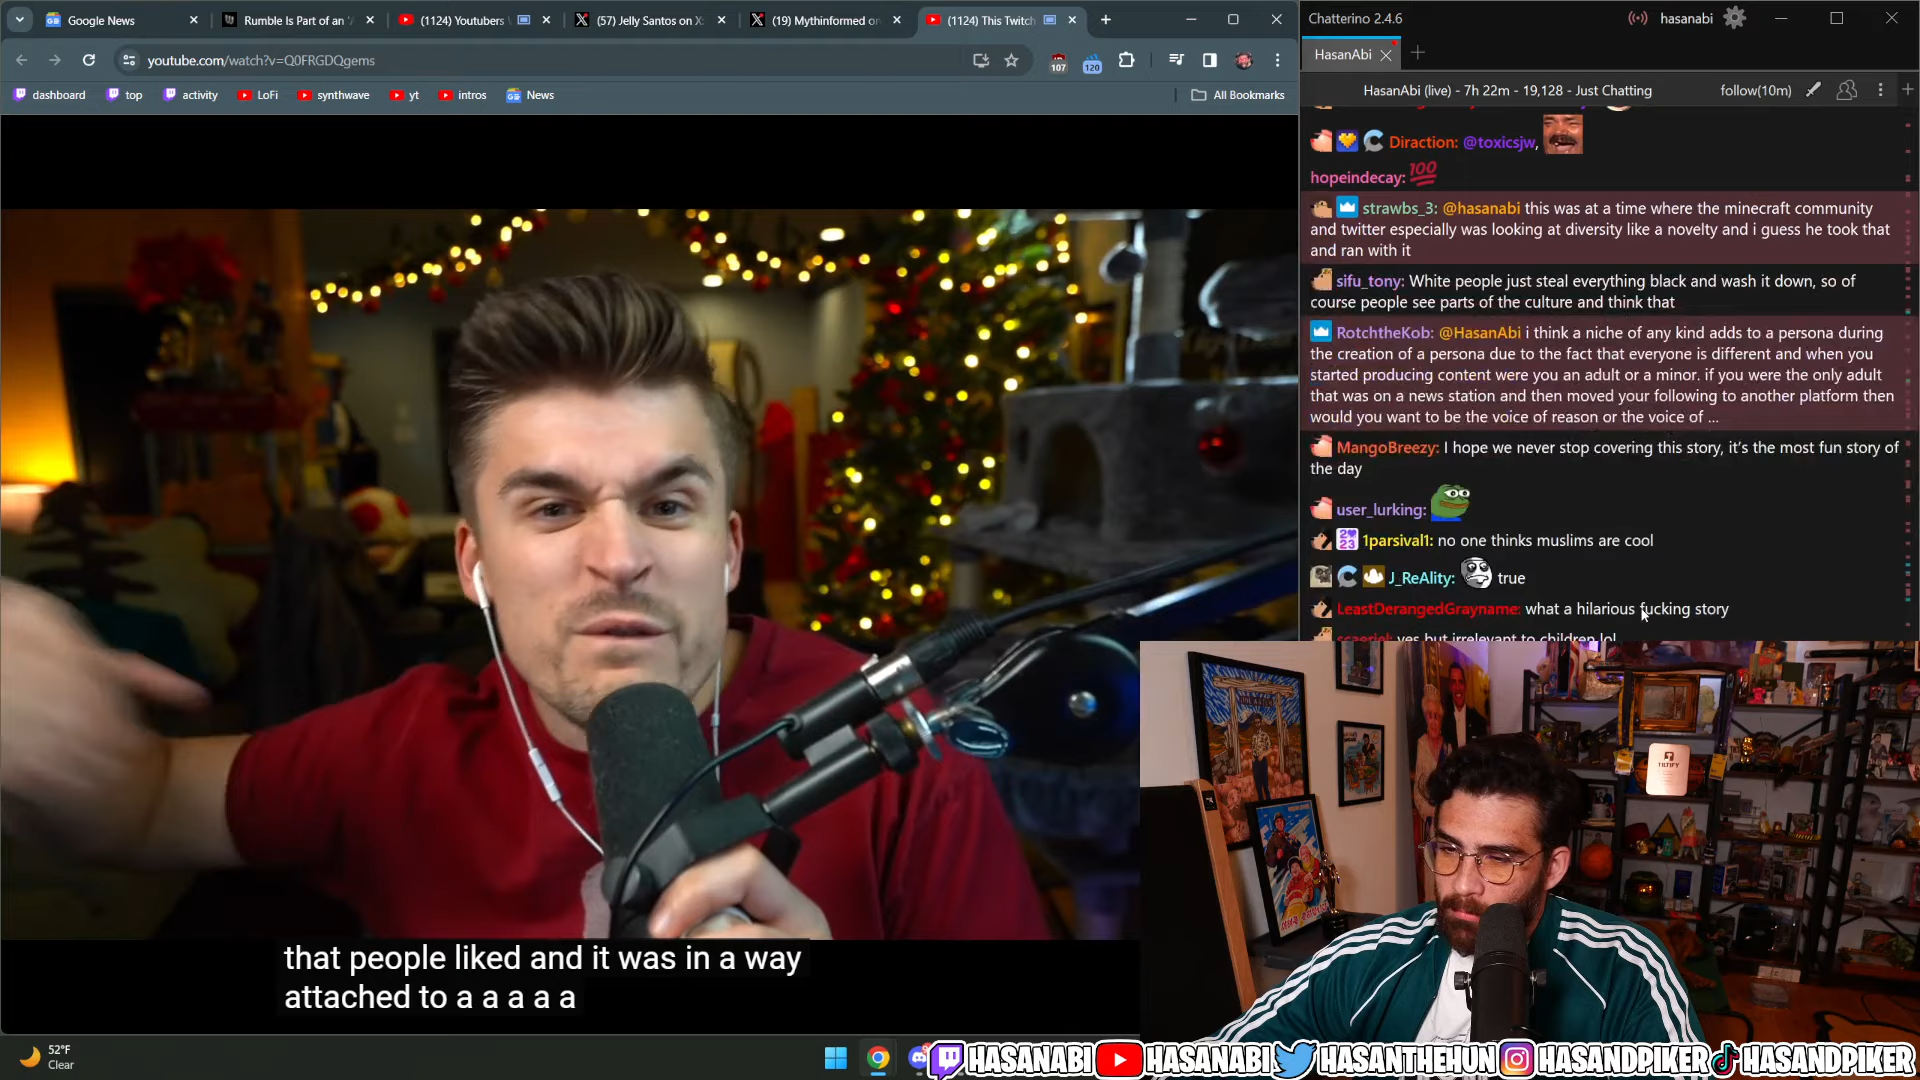 Google News
Rumble Is Part of an '
(1124) Youtubers
(57) Jelly Santos on X:
(19) Mythinformed on
(1124) This Twitch
youtube.com/watch?v=Q0FRGDQgems
107
120
dashboard
top
activity
LoFi
synthwave
yt
intros
News
All Bookmarks
that people liked and it was in a way
attached to a a a a a
52°F
Clear
Chatterino 2.4.6
hasanabi
HasanAbi
HasanAbi (live) - 7h 22m - 19,128 - Just Chatting
follow(10m)
Diraction: @toxicsjw,
hopeindecay: 100
strawbs_3: @hasanabi this was at a time where the minecraft community
and twitter especially was looking at diversity like a novelty and i guess he took that
and ran with it
sifu_tony: White people just steal everything black and wash it down, so of
course people see parts of the culture and think that
RotchtheKob: @HasanAbi i think a niche of any kind adds to a persona during
the creation of a persona due to the fact that everyone is different and when you
started producing content were you an adult or a minor. if you were the only adult
that was on a news station and then moved your following to another platform then
would you want to be the voice of reason or the voice of ...
MangoBreezy: I hope we never stop covering this story, it's the most fun story of
the day
user_lurking:
1parsival1: no one thinks muslims are cool
J_ReAlity: true
LeastDerangedGrayname: what a hilarious fucking story
yes but irrelevant to children lol
TILTIFY
HASANABI
HASANABI
HASANTHEHUN
HASANDPIKER
HASANDPIKER